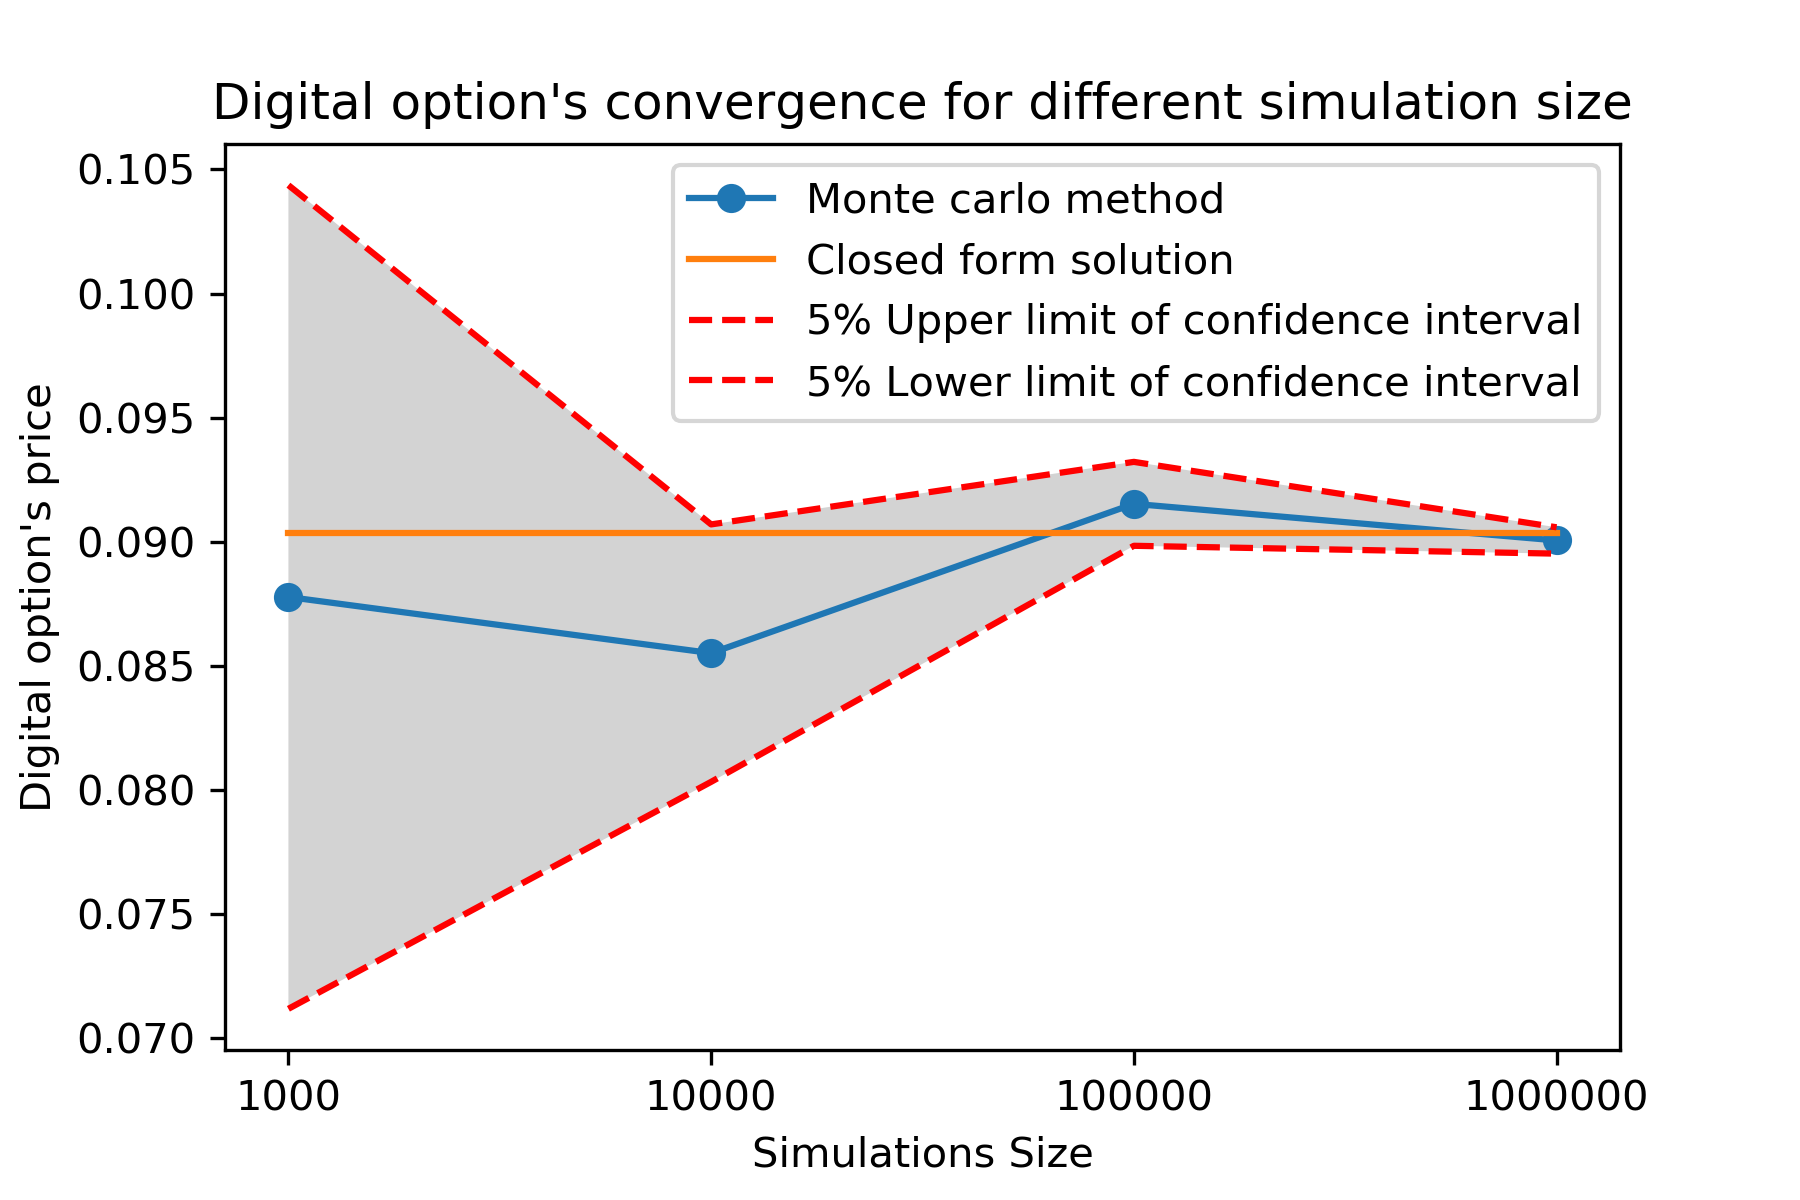 Digital option's convergence for different simulation size
0.105
0.100
0.095
0.090
0.085
0.080
0.075
0.070
Digital option's price
Monte carlo method
Closed form solution
5% Upper limit of confidence interval
5% Lower limit of confidence interval
1000 10000 100000 1000000
Simulations Size